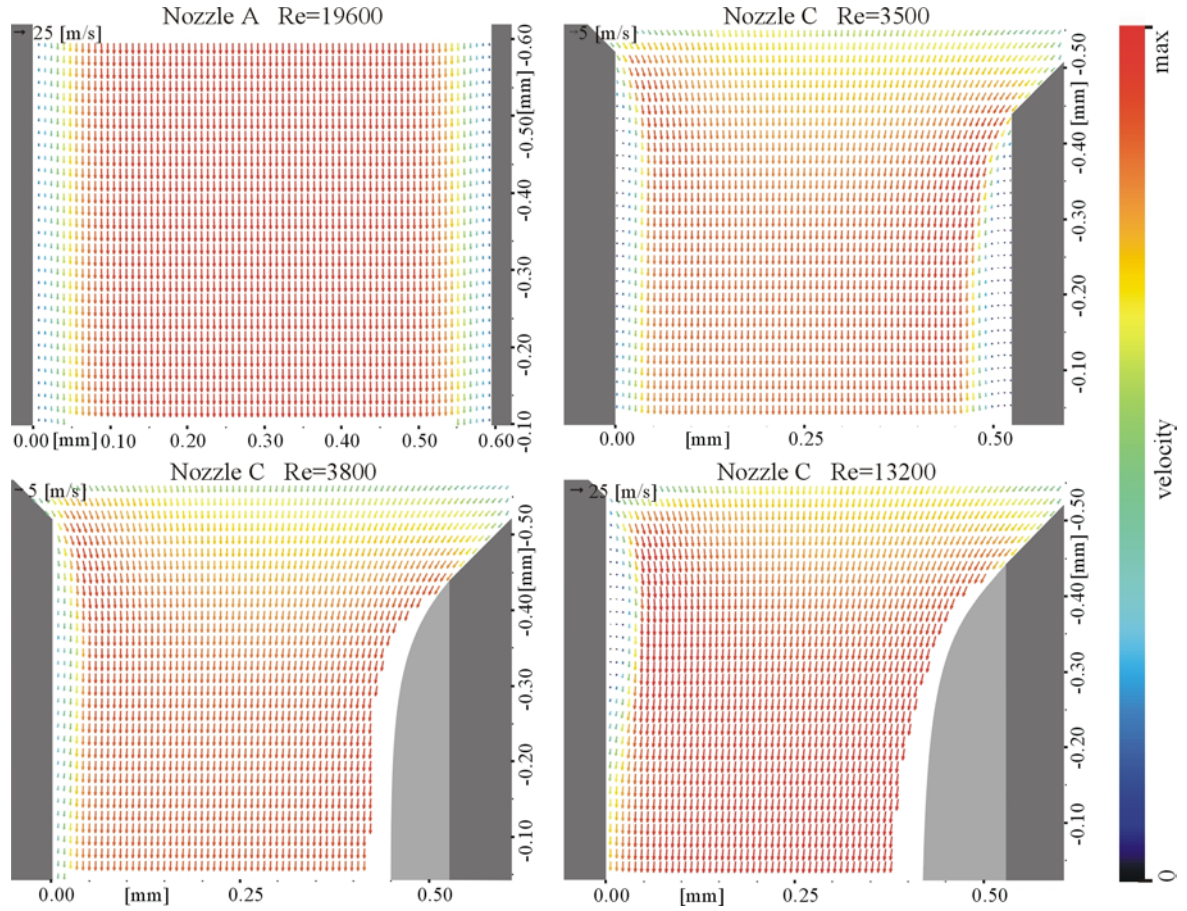 Nozzle A Re=19600
→ 25 [m/s]
-0.60
[mm]
-0.50
-0.40
-0.30
-0.20
-0.10
0.00 [mm] 0.10 0.20 0.30 0.40 0.50 0.60
Nozzle C Re=3500
→5 [m/s]
-0.50
[mm]
-0.40
-0.30
-0.20
-0.10
0.00 [mm] 0.25 0.50
Nozzle C Re=3800
→5 [m/s]
-0.50
[mm]
-0.40
-0.30
-0.20
-0.10
0.00 [mm] 0.25 0.50
Nozzle C Re=13200
→ 25 [m/s]
-0.50
[mm]
-0.40
-0.30
-0.20
-0.10
0.00 0.25 [mm] 0.50
max
velocity
0